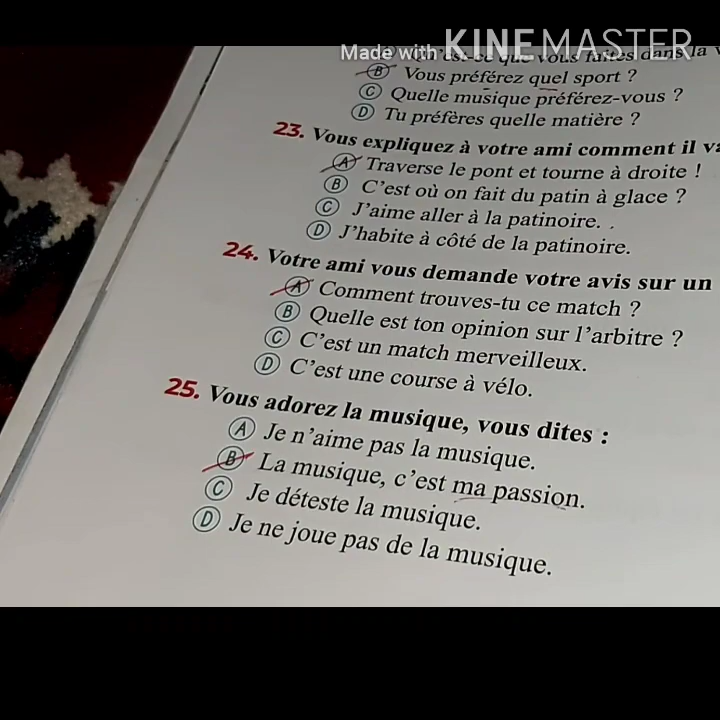 Made with KINEMASTER
que vous faites dans la
B Vous préférez quel sport ?
C Quelle musique préférez-vous ?
D Tu préfères quelle matière ?
23. Vous expliquez à votre ami comment il
A Traverse le pont et tourne à droite !
B C'est où on fait du patin à glace ?
C J'aime aller à la patinoire.
D J'habite à côté de la patinoire.
24. Votre ami vous demande votre avis sur un
A Comment trouves-tu ce match ?
B Quelle est ton opinion sur l'arbitre ?
C C'est un match merveilleux.
D C'est une course à vélo.
25. Vous adorez la musique, vous dites :
A Je n'aime pas la musique.
B La musique, c'est ma passion.
C Je déteste la musique.
D Je ne joue pas de la musique.